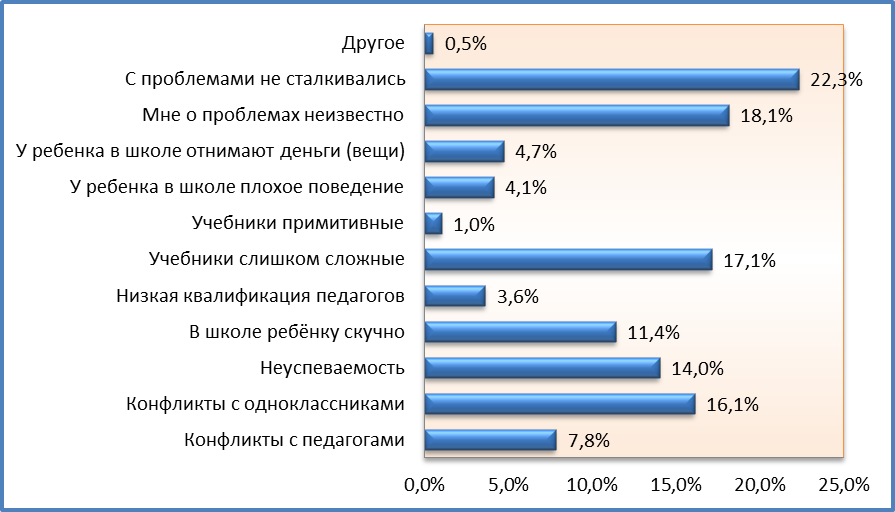 Другое 0,5%
С проблемами не сталкивались 22,3%
Мне о проблемах неизвестно 18,1%
У ребенка в школе отнимают деньги (вещи) 4,7%
У ребенка в школе плохое поведение 4,1%
Учебники примитивные 1,0%
Учебники слишком сложные 17,1%
Низкая квалификация педагогов 3,6%
В школе ребёнку скучно 11,4%
Неуспеваемость 14,0%
Конфликты с одноклассниками 16,1%
Конфликты с педагогами 7,8%
0,0% 5,0% 10,0% 15,0% 20,0% 25,0%